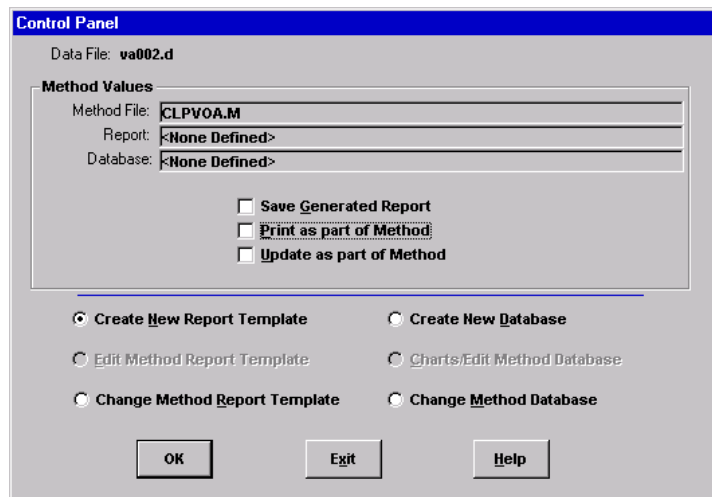 Control Panel
Data File: va002.d
Method Values
Method File: CLPVOA.M
Report: <None Defined>
Database: <None Defined>
Save Generated Report
Print as part of Method
Update as part of Method
Create New Report Template
Create New Database
Edit Method Report Template
Charts/Edit Method Database
Change Method Report Template
Change Method Database
OK
Exit
Help